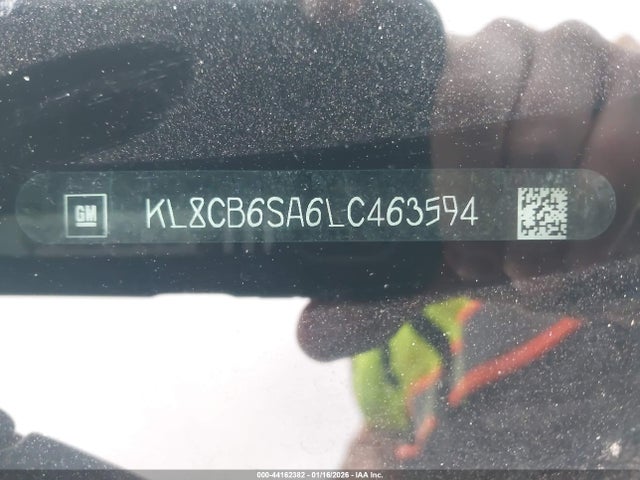 GM KL8CB6SA6LC463594
000-44162382 - 01/16/2026 - IAA Inc.